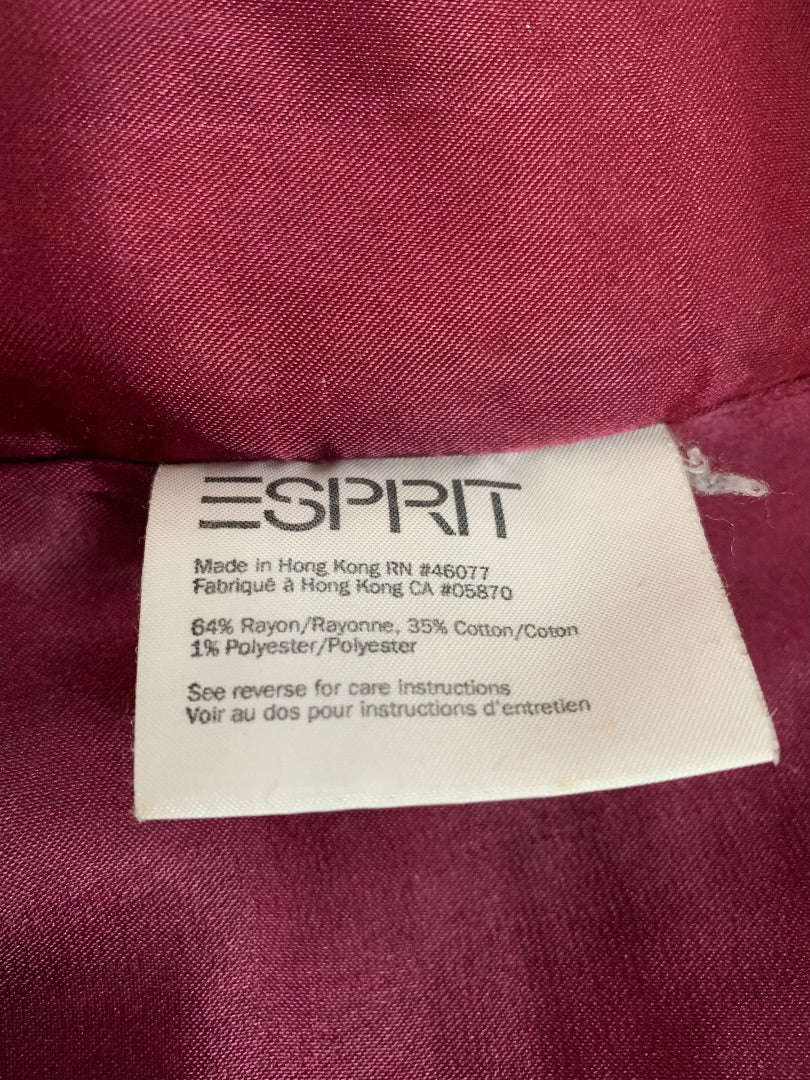 ESPRIT
Made in Hong Kong RN #46077
Fabriqué à Hong Kong CA #05870
64% Rayon/Rayonne, 35% Cotton/Coton
1% Polyester/Polyester
See reverse for care instructions
Voir au dos pour instructions d'entretien